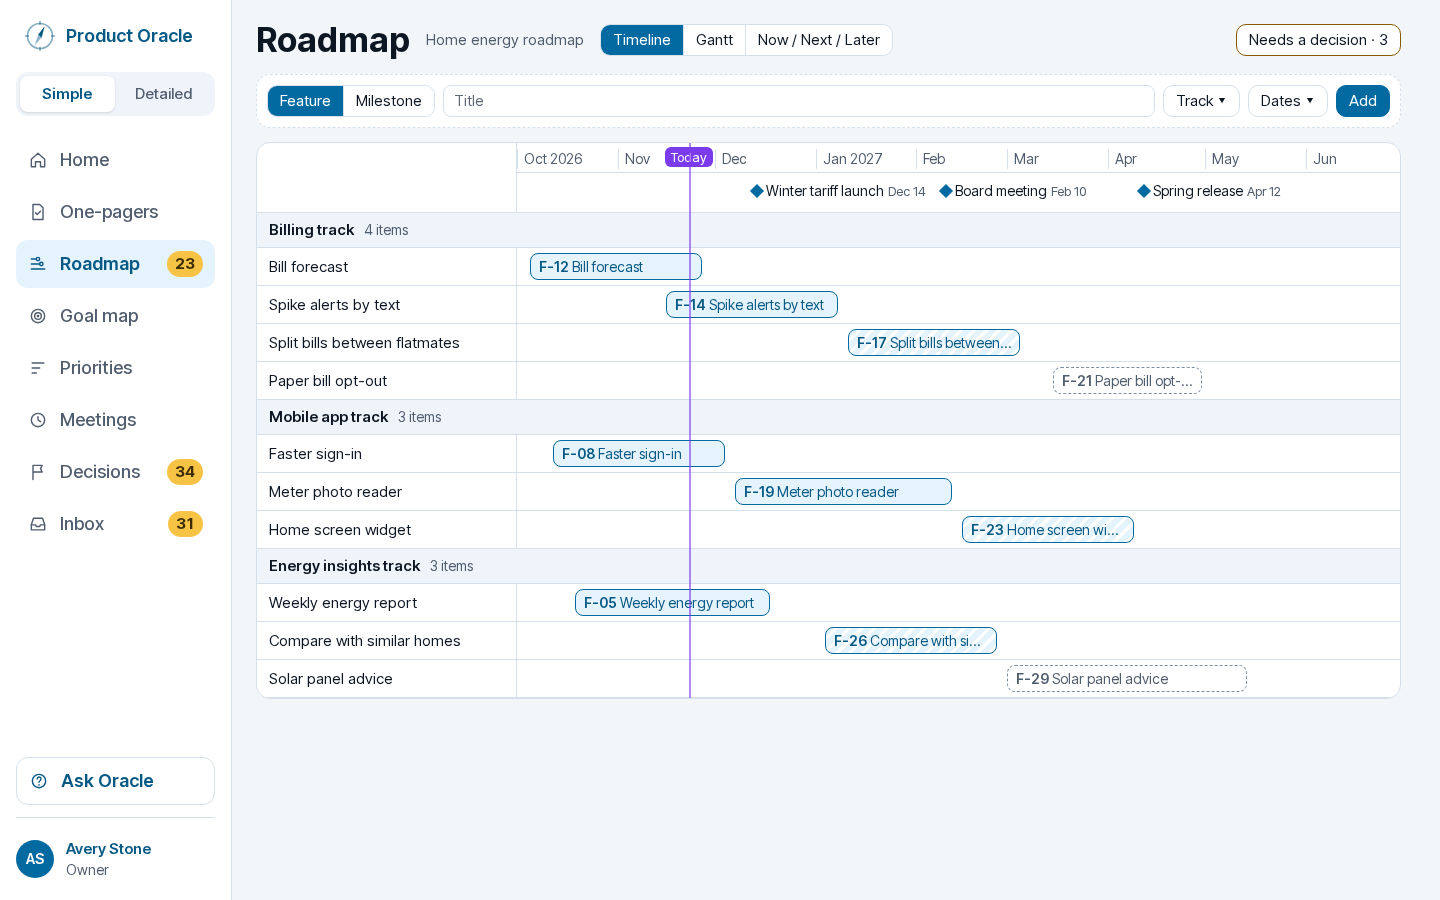 Product Oracle
Simple Detailed
Home
One-pagers
Roadmap 23
Goal map
Priorities
Meetings
Decisions 34
Inbox 31
Ask Oracle
AS Avery Stone
Owner
Roadmap Home energy roadmap Timeline Gantt Now / Next / Later Needs a decision · 3
Feature Milestone Title Track ▾ Dates ▾ Add
Oct 2026 Nov Today Dec Jan 2027 Feb Mar Apr May Jun
Winter tariff launch Dec 14 Board meeting Feb 10 Spring release Apr 12
Billing track 4 items
Bill forecast F-12 Bill forecast
Spike alerts by text F-14 Spike alerts by text
Split bills between flatmates F-17 Split bills between...
Paper bill opt-out F-21 Paper bill opt-...
Mobile app track 3 items
Faster sign-in F-08 Faster sign-in
Meter photo reader F-19 Meter photo reader
Home screen widget F-23 Home screen wi...
Energy insights track 3 items
Weekly energy report F-05 Weekly energy report
Compare with similar homes F-26 Compare with si...
Solar panel advice F-29 Solar panel advice